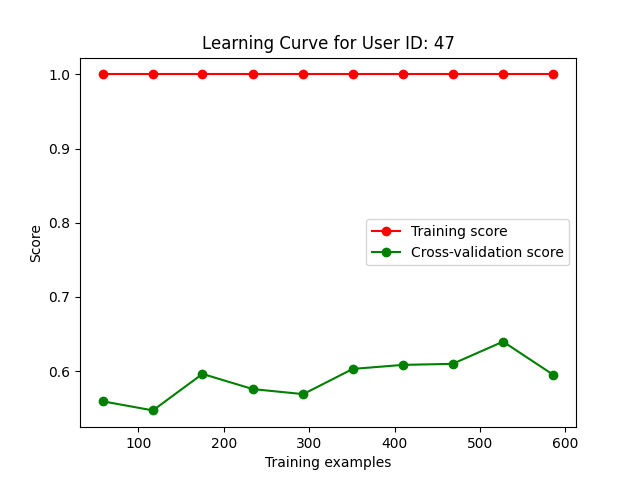 Learning Curve for User ID: 47
1.0
0.9
0.8
0.7
0.6
Score
Training score
Cross-validation score
100 200 300 400 500 600
Training examples